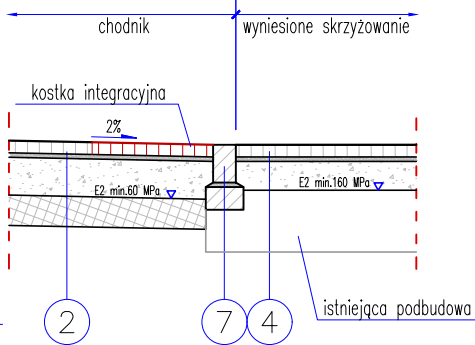 chodnik
wyniesione skrzyżowanie
kostka integracyjna
2%
E2 min.60 MPa
E2 min.160 MPa
istniejąca podbudowa
2
7
4